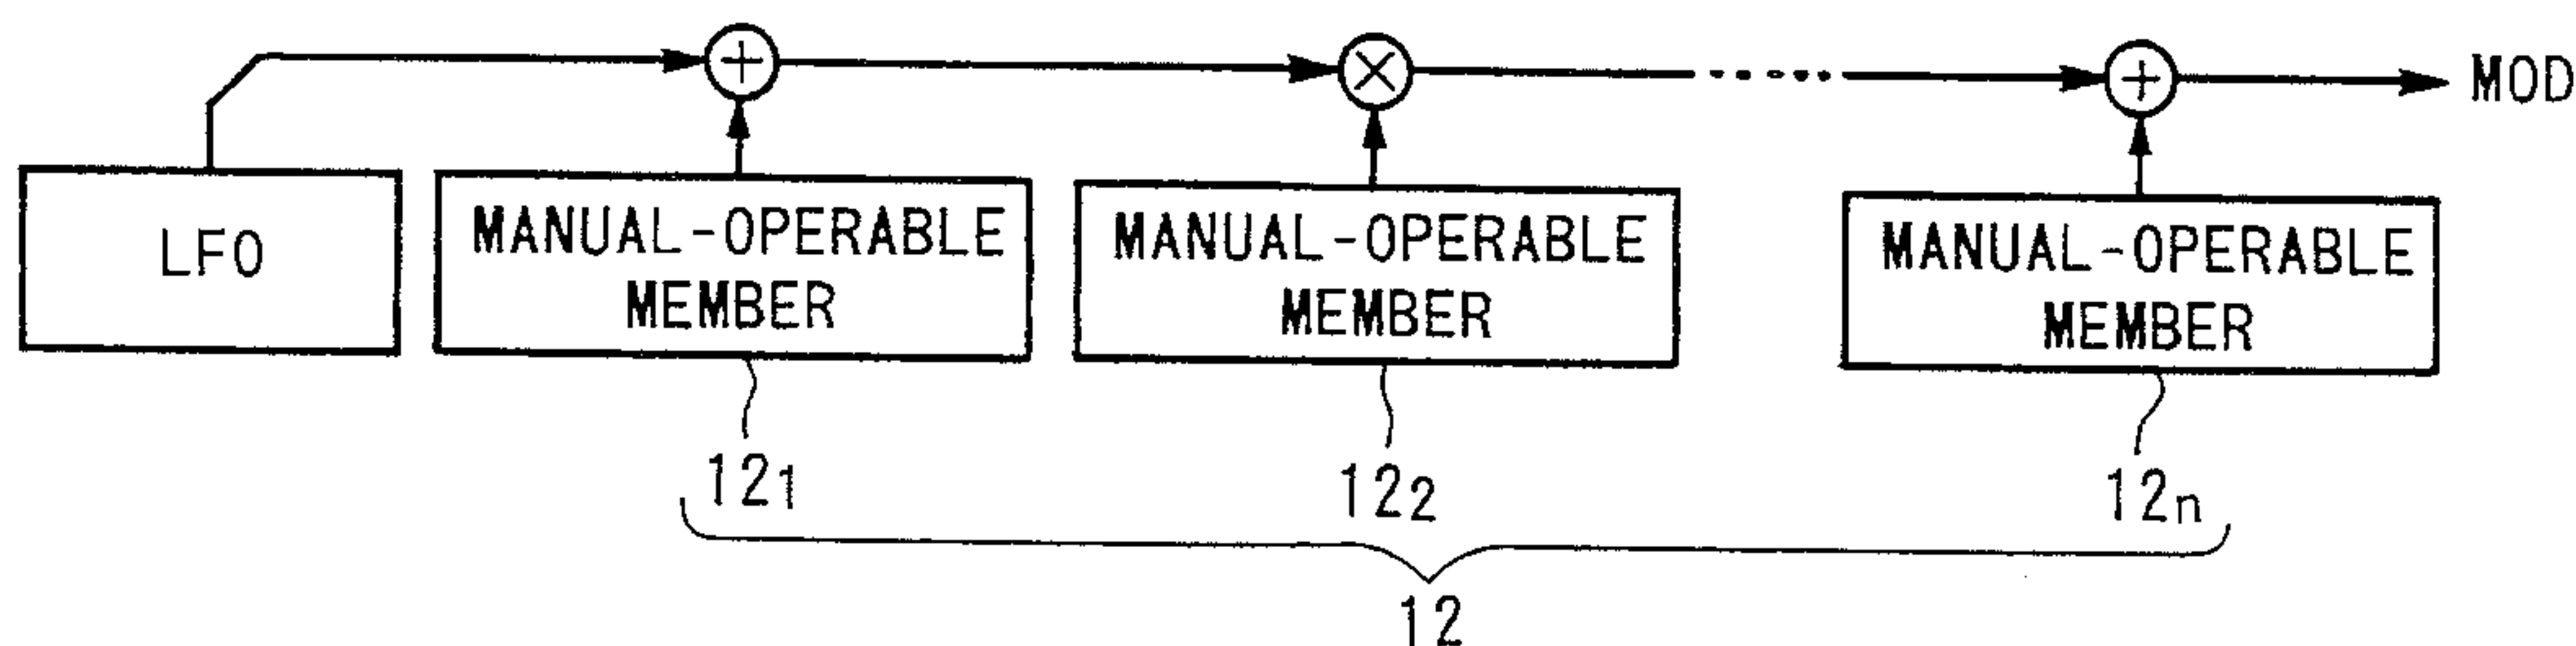 MOD
LFO
MANUAL-OPERABLE
MEMBER
MANUAL-OPERABLE
MEMBER
MANUAL-OPERABLE
MEMBER
121
122
12n
12